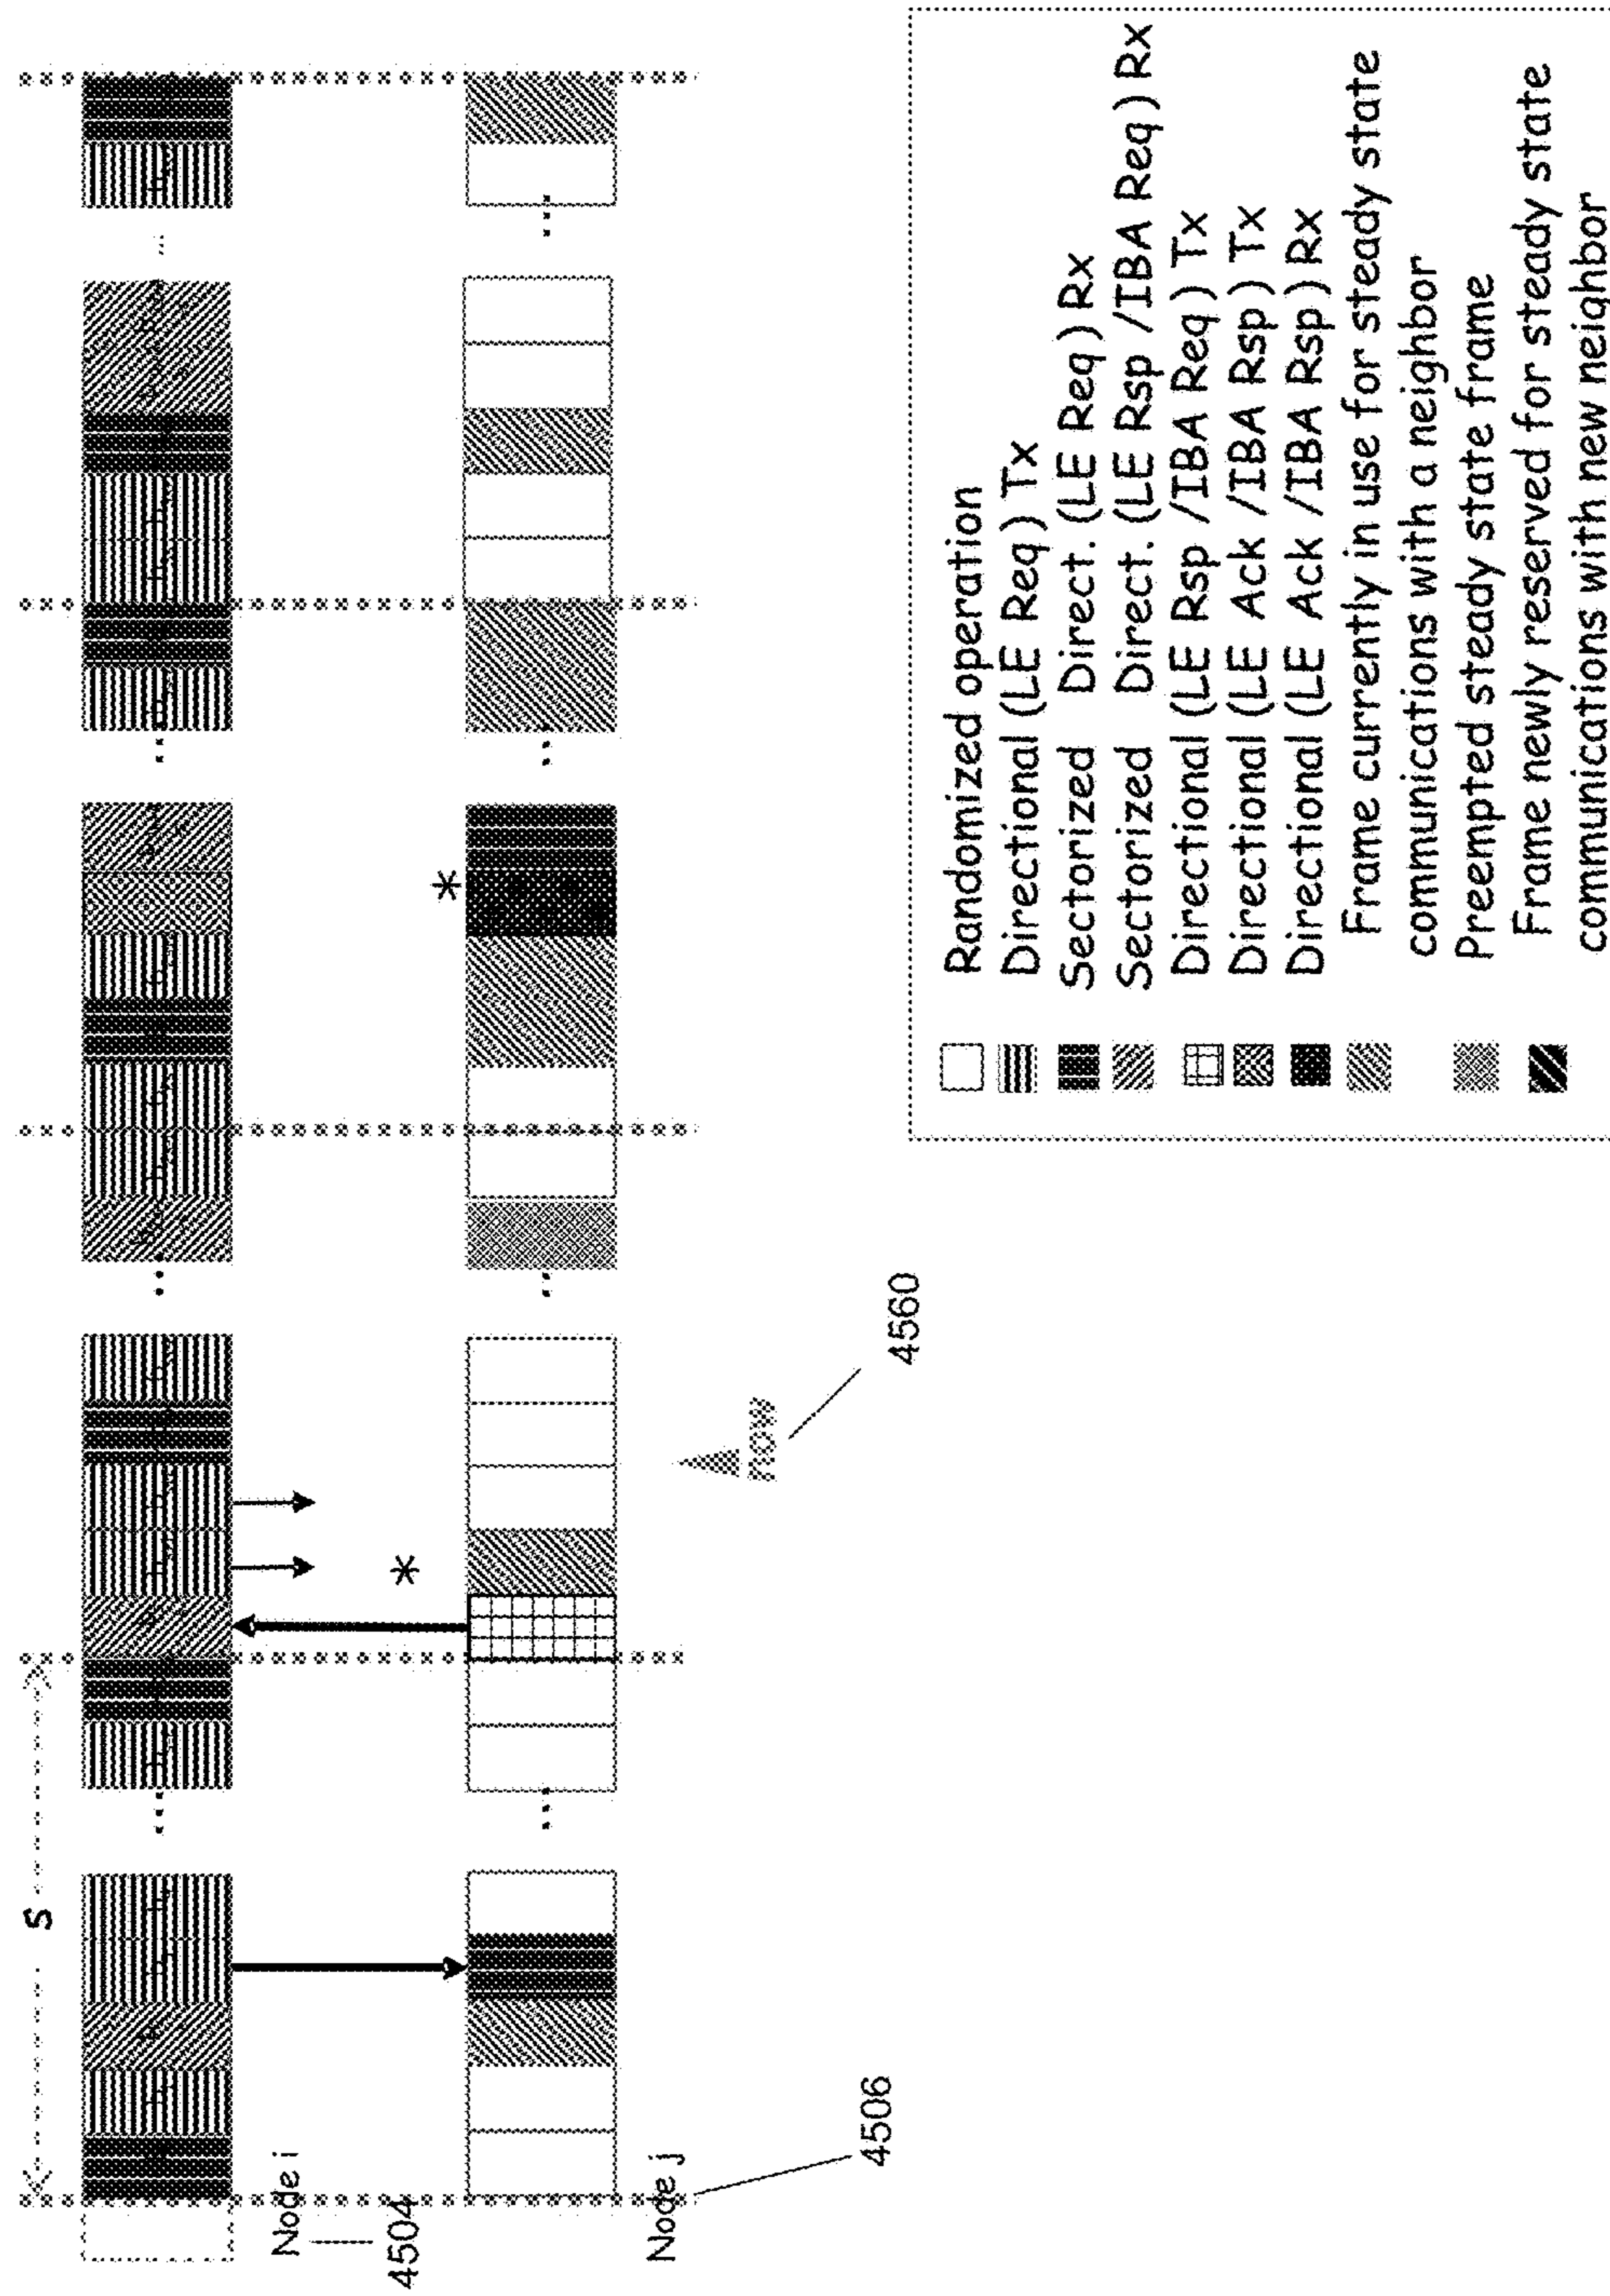 S
Node i
4504
Node j
4506
*
*
now
4560
Randomized operation
Directional (LE Req) Tx
Sectorized Direct. (LE Req) Rx
Sectorized Direct. (LE Rsp /IBA Req) Rx
Directional (LE Rsp /IBA Req) Tx
Directional (LE Ack /IBA Rsp) Tx
Directional (LE Ack /IBA Rsp) Rx
Frame currently in use for steady state
communications with a neighbor
Preempted steady state frame
Frame newly reserved for steady state
communications with new neighbor